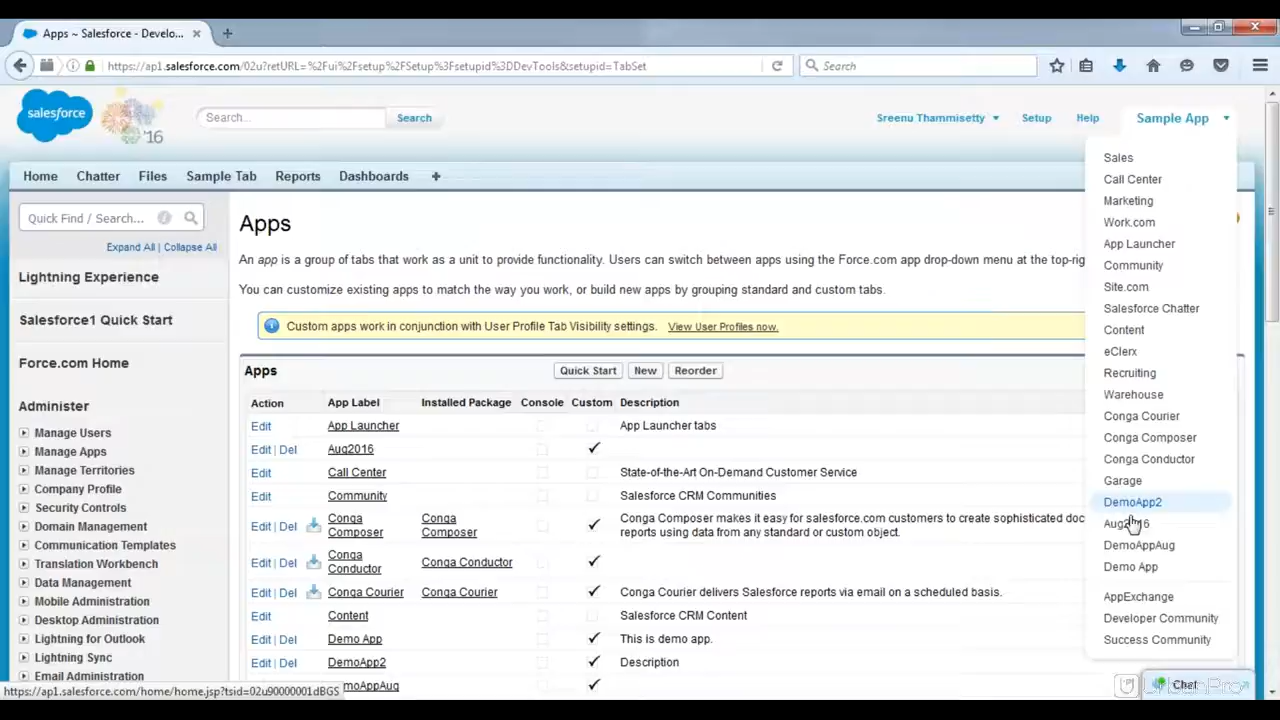 Apps ~ Salesforce - Develo...
https://ap1.salesforce.com/02u?retURL=%2Fui%2Fsetup%2FSetup%3Fsetupid%3DDevTools&setupid=TabSet
Search
salesforce
'16
Search...
Search
Sreenu Thammisetty
Setup
Help
Sample App
Home
Chatter
Files
Sample Tab
Reports
Dashboards
+
Quick Find / Search...
Expand All | Collapse All
Lightning Experience
Salesforce1 Quick Start
Force.com Home
Administer
Manage Users
Manage Apps
Manage Territories
Company Profile
Security Controls
Domain Management
Communication Templates
Translation Workbench
Data Management
Mobile Administration
Desktop Administration
Lightning for Outlook
Lightning Sync
Email Administration
Apps
An app is a group of tabs that work as a unit to provide functionality. Users can switch between apps using the Force.com app drop-down menu at the top-rig
You can customize existing apps to match the way you work, or build new apps by grouping standard and custom tabs.
Custom apps work in conjunction with User Profile Tab Visibility settings. View User Profiles now.
Apps
Quick Start
New
Reorder
Action App Label Installed Package Console Custom Description
Edit App Launcher App Launcher tabs
Edit | Del Aug2016
Edit Call Center State-of-the-Art On-Demand Customer Service
Edit Community Salesforce CRM Communities
Edit | Del Conga Composer Conga Composer Conga Composer makes it easy for salesforce.com customers to create sophisticated doc
reports using data from any standard or custom object.
Edit | Del Conga Conductor Conga Conductor
Edit | Del Conga Courier Conga Courier Conga Courier delivers Salesforce reports via email on a scheduled basis.
Edit Content Salesforce CRM Content
Edit | Del Demo App This is demo app.
Edit | Del DemoApp2 Description
moAppAug
Sales
Call Center
Marketing
Work.com
App Launcher
Community
Site.com
Salesforce Chatter
Content
eClerx
Recruiting
Warehouse
Conga Courier
Conga Composer
Conga Conductor
Garage
DemoApp2
Aug2016
DemoAppAug
Demo App
AppExchange
Developer Community
Success Community
https://ap1.salesforce.com/home/home.jsp?tsid=02u90000001dBGS
Chat
UrbanPro